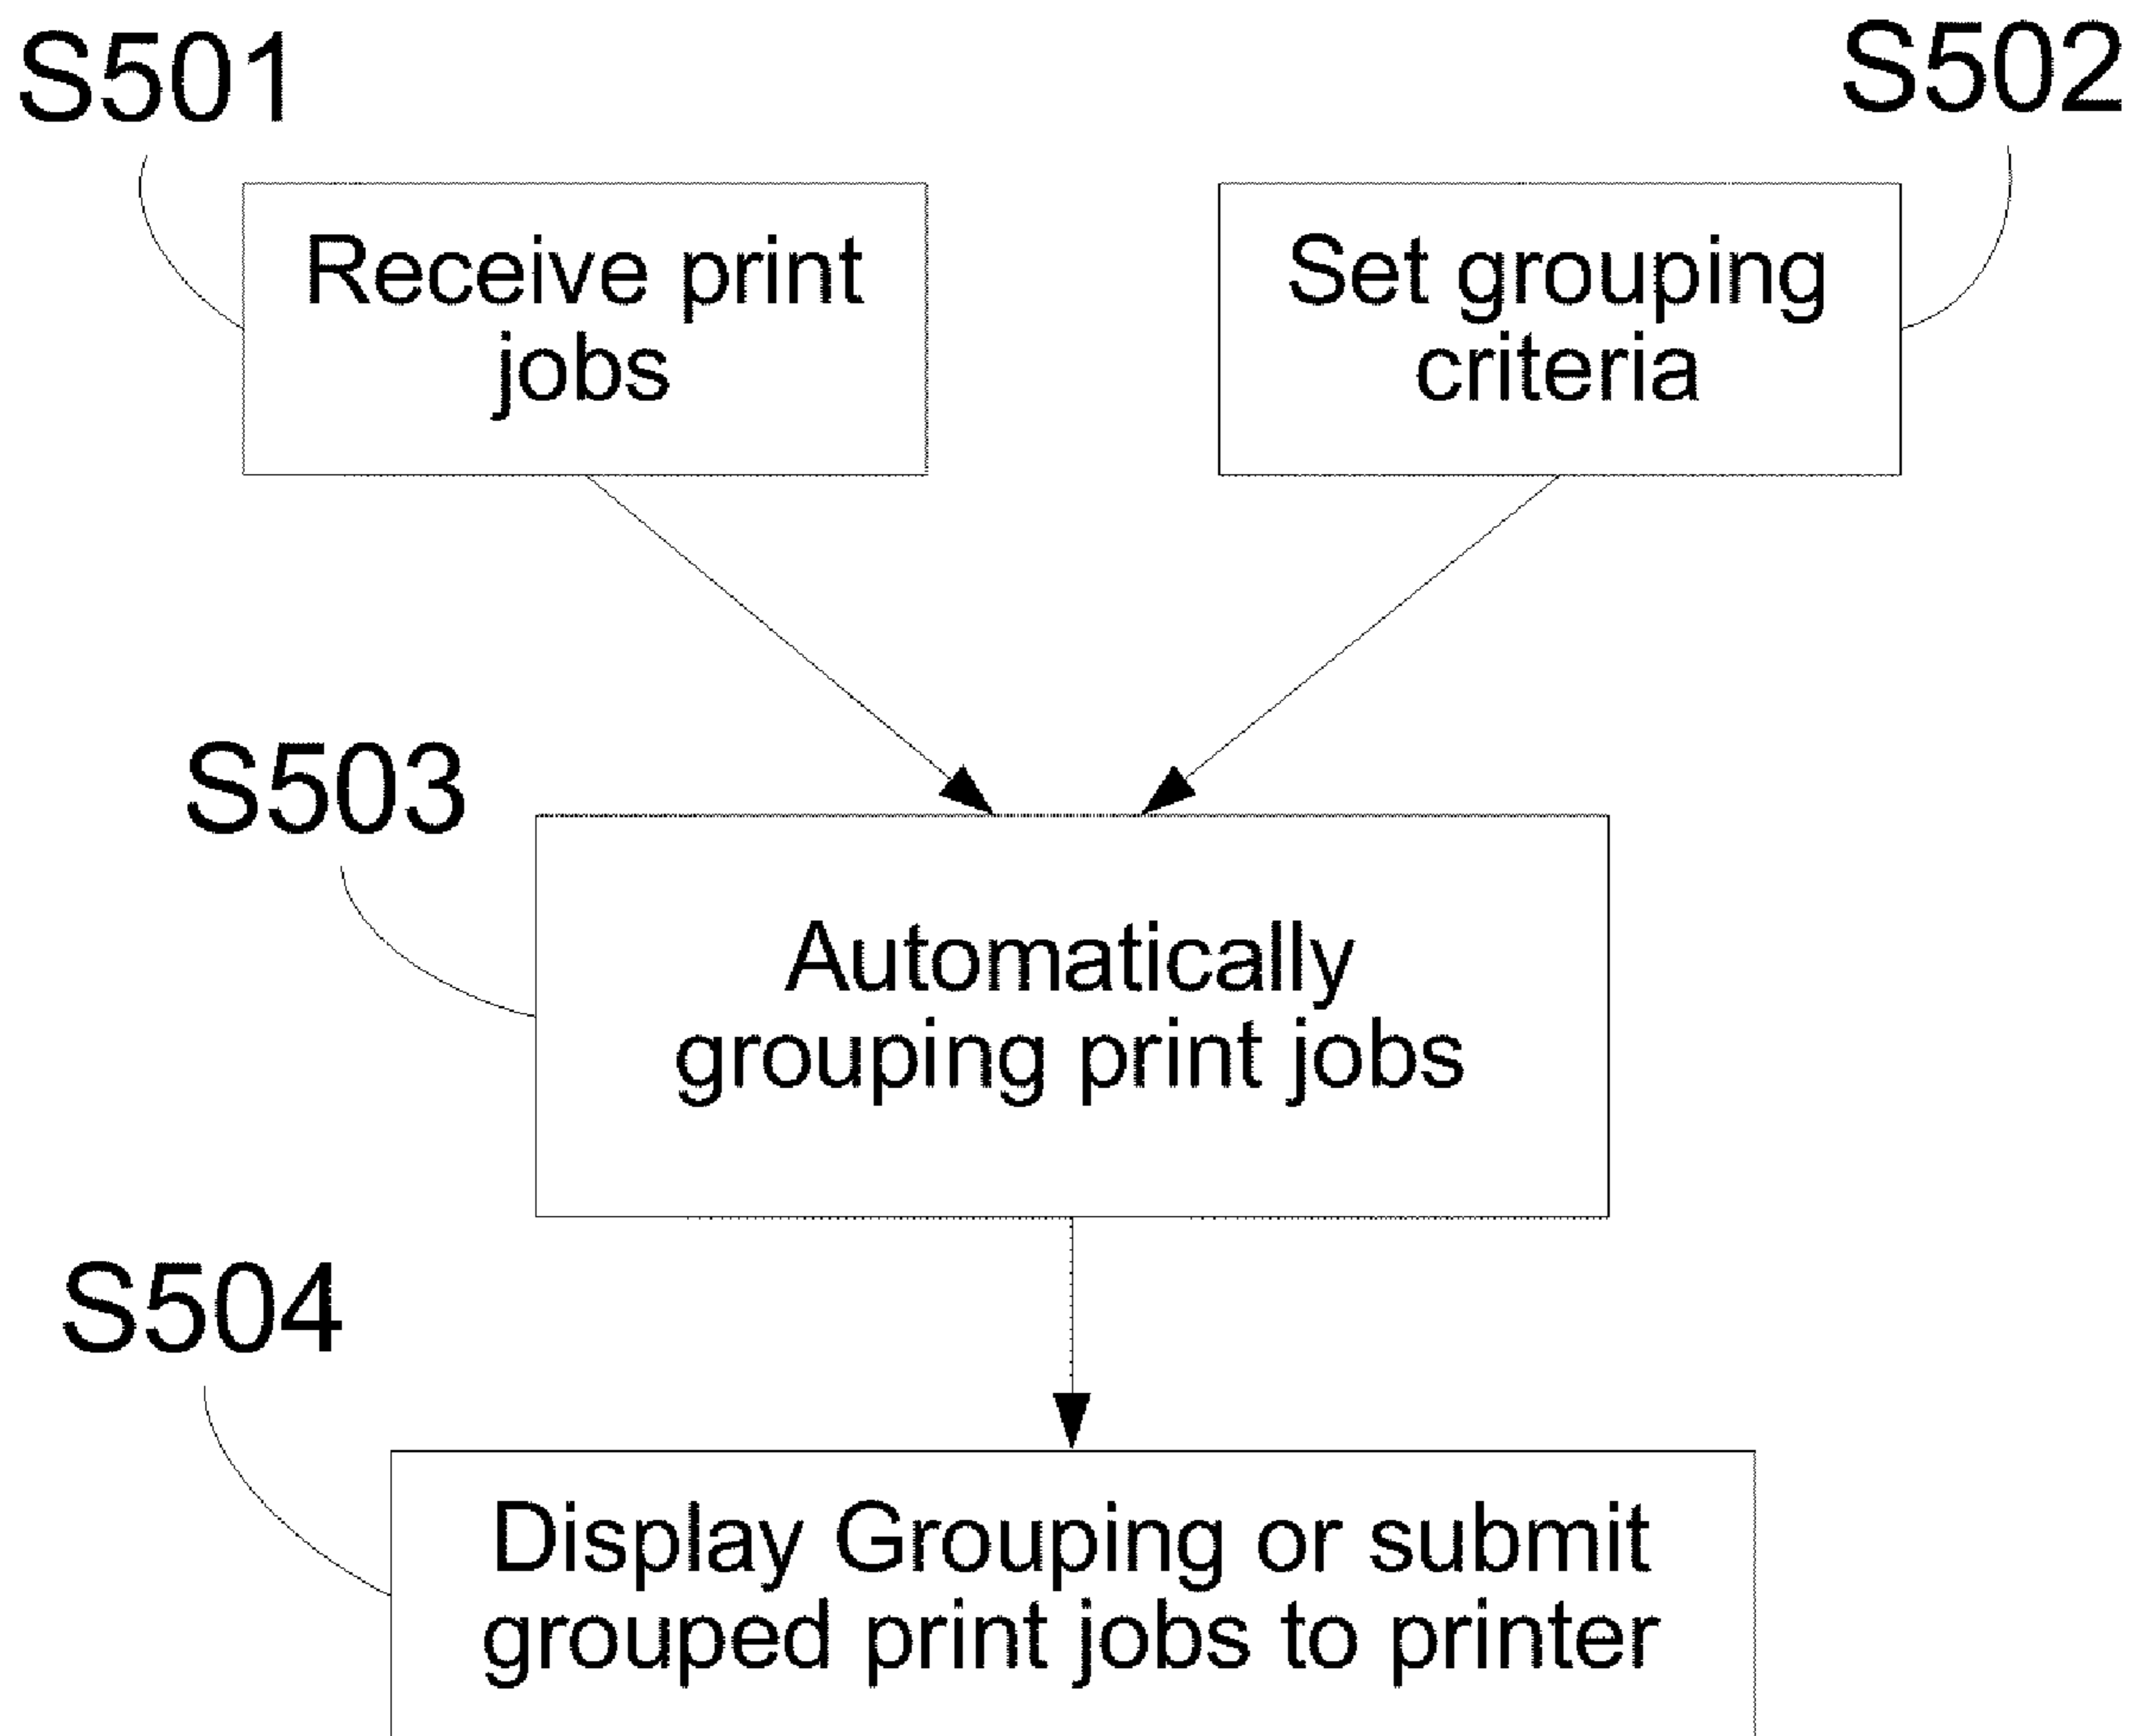 S501
S502
Receive print
jobs
Set grouping
criteria
S503
Automatically
grouping print jobs
S504
Display Grouping or submit
grouped print jobs to printer